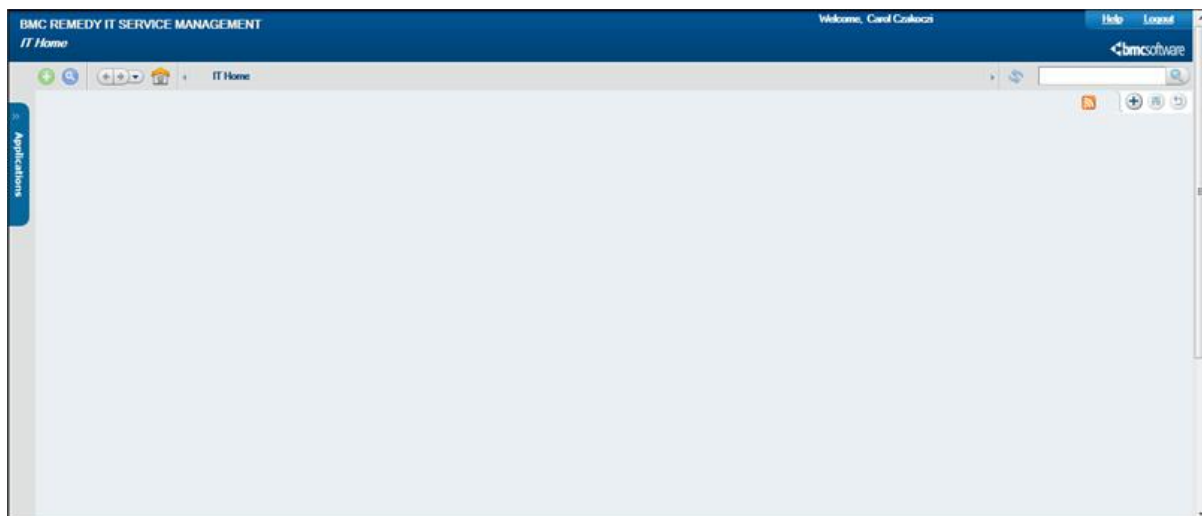 BMC REMEDY IT SERVICE MANAGEMENT
Welcome, Carol Czakoczi
Help Logout
IT Home
bmcsoftware
IT Home
Applications